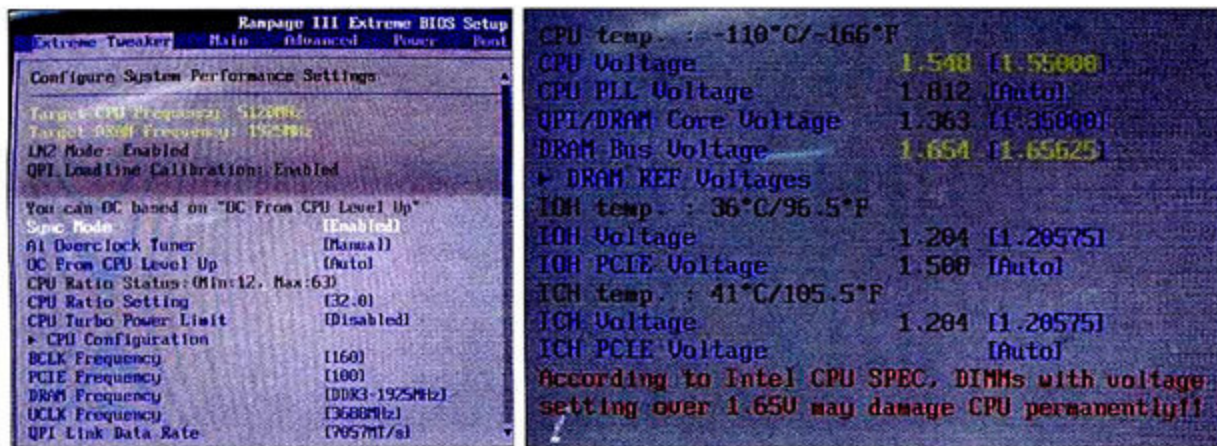 Rampage III Extreme BIOS Setup
Extreme Tweaker Main Advanced Power Boot
Configure System Performance Settings
Target CPU Frequency: 5120MHz
Target DRAM Frequency: 1925MHz
LN2 Mode: Enabled
QPI Loadline Calibration: Enabled
You can OC based on "OC From CPU Level Up"
Sync Mode [Enabled]
Ai Overclock Tuner [Manual]
OC From CPU Level Up [Auto]
CPU Ratio Status:(Min:12, Max:63)
CPU Ratio Setting [32.0]
CPU Turbo Power Limit [Disabled]
▶ CPU Configuration
BCLK Frequency [160]
PCIE Frequency [100]
DRAM Frequency [DDR3-1925MHz]
UCLK Frequency [3688MHz]
QPI Link Data Rate [7057MT/s]
CPU temp. : -110°C/-166°F
CPU Voltage 1.548 [1.55000]
CPU PLL Voltage 1.812 [Auto]
QPI/DRAM Core Voltage 1.363 [1.35000]
DRAM Bus Voltage 1.654 [1.65625]
▶ DRAM REF Voltages
IOH temp. : 36°C/96.5°F
IOH Voltage 1.204 [1.20575]
IOH PCIE Voltage 1.508 [Auto]
ICH temp. : 41°C/105.5°F
ICH Voltage 1.204 [1.20575]
ICH PCIE Voltage [Auto]
According to Intel CPU SPEC, DIMMs with voltage
setting over 1.65V may damage CPU permanently!!